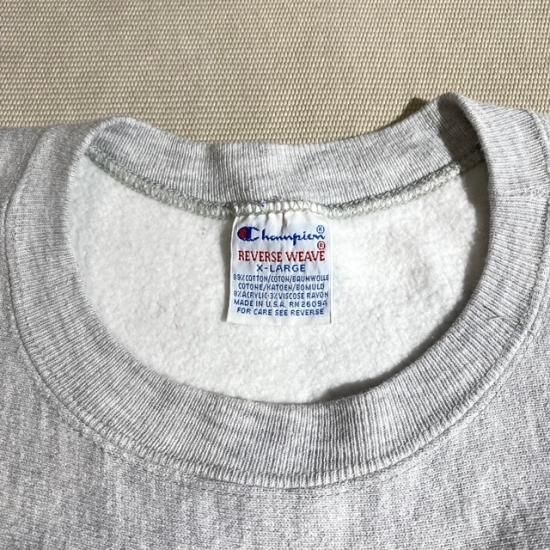 Champion®
®
REVERSE WEAVE
X-LARGE
89% COTTON/COTON/BAUMWOLLE
COTONE/KATOEN/BOMULD
8% ACRYLIC·3% VISCOSE RAYON
MADE IN U.S.A. RN 26094
FOR CARE SEE REVERSE